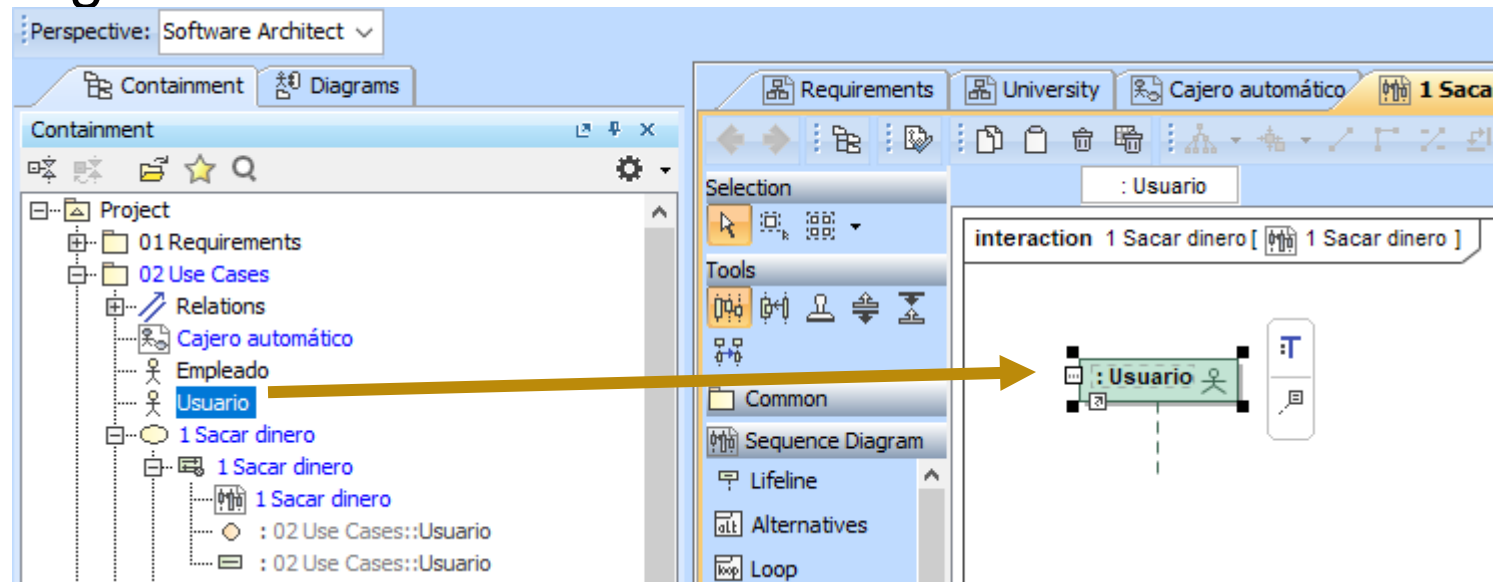 Perspective: Software Architect
Containment
Diagrams
Containment
Project
01 Requirements
02 Use Cases
Relations
Cajero automático
Empleado
Usuario
1 Sacar dinero
1 Sacar dinero
1 Sacar dinero
: 02 Use Cases::Usuario
: 02 Use Cases::Usuario
Requirements
University
Cajero automático
1 Saca
Selection
Tools
Common
Sequence Diagram
Lifeline
alt Alternatives
loop Loop
: Usuario
interaction 1 Sacar dinero [ 1 Sacar dinero ]
: Usuario
:T